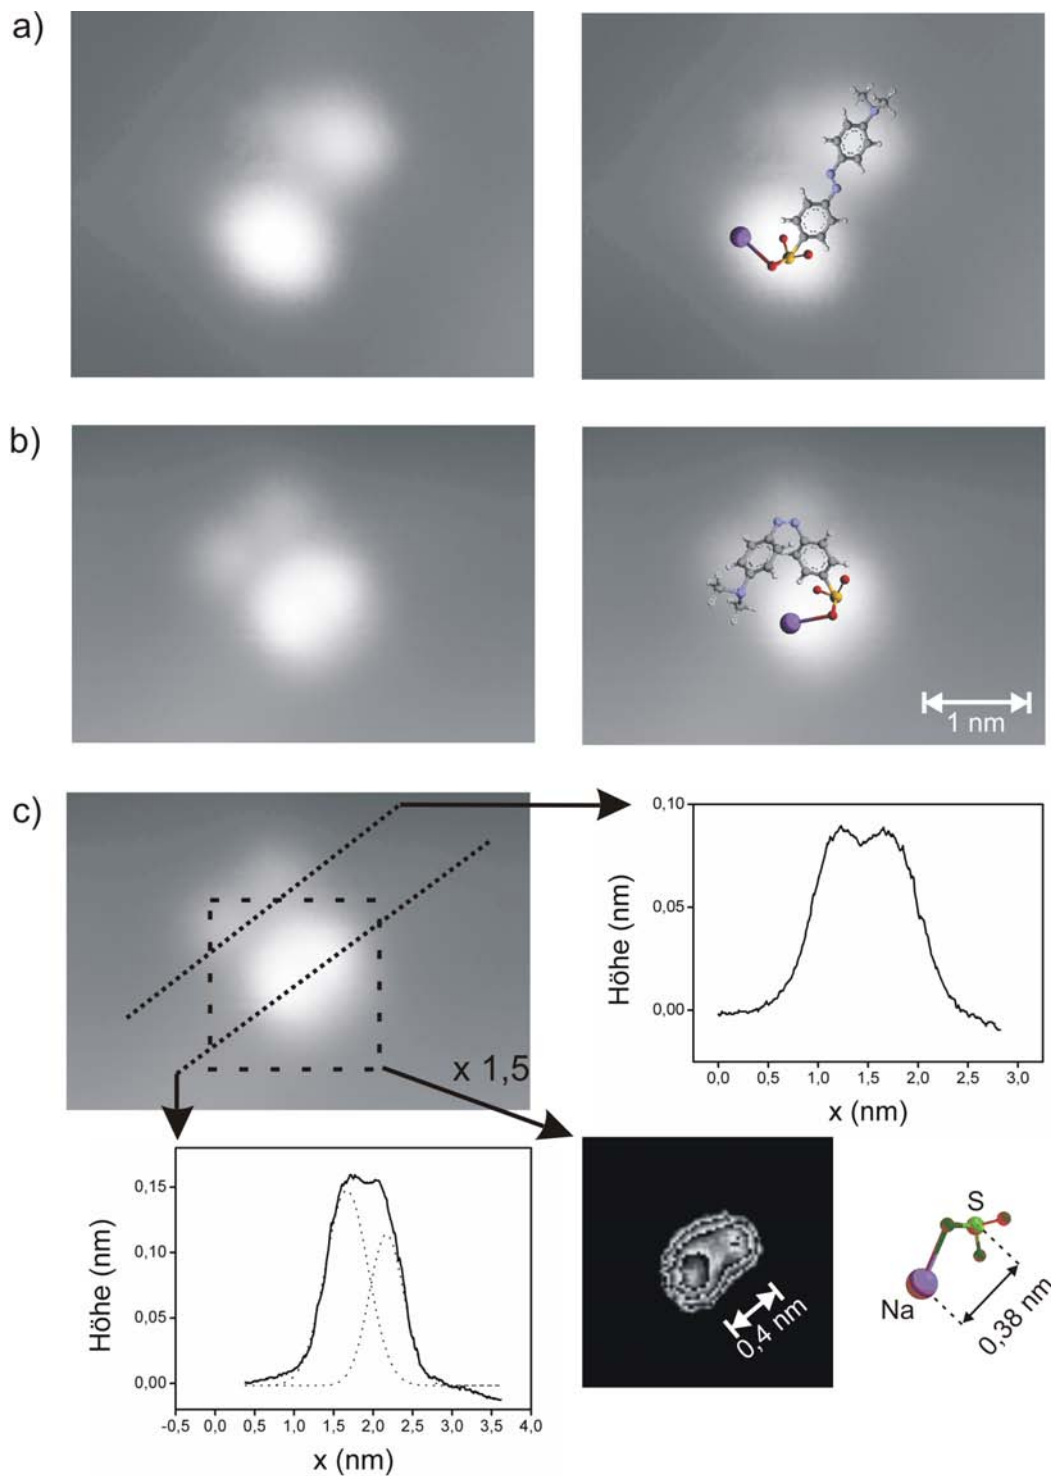 a)
b)
1 nm
c)
x 1,5
0,10
0,05
0,00
Höhe (nm)
0,0 0,5 1,0 1,5 2,0 2,5 3,0
x (nm)
0,15
0,10
0,05
0,00
Höhe (nm)
-0,5 0,0 0,5 1,0 1,5 2,0 2,5 3,0 3,5 4,0
x (nm)
0,4 nm
S
Na
0,38 nm